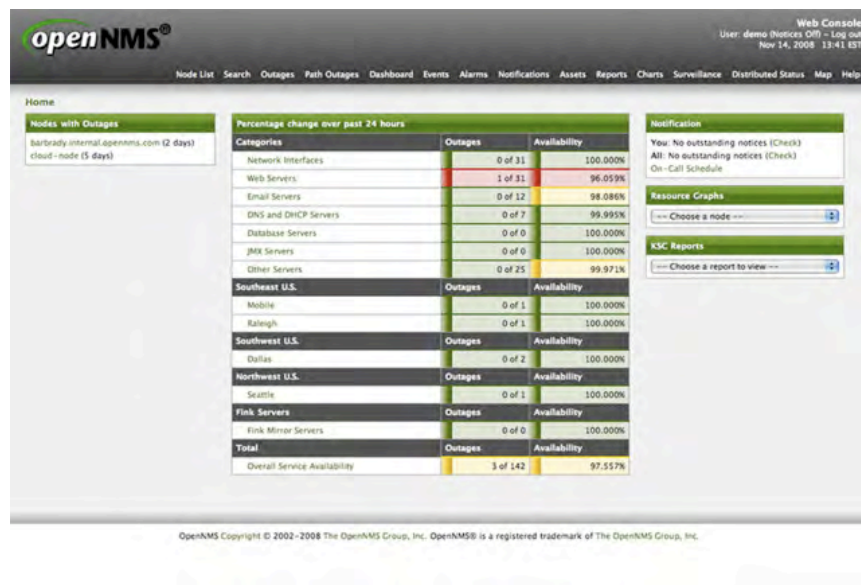 openNMS®
Web Console
User: demo (Notices Off) – Log out
Nov 14, 2008 13:41 EST
Node List Search Outages Path Outages Dashboard Events Alarms Notifications Assets Reports Charts Surveillance Distributed Status Map Help
Home
Nodes with Outages
barbrady.internal.opennms.com (2 days)
cloud-node (5 days)
Percentage change over past 24 hours
Categories Outages Availability
Network Interfaces 0 of 31 100.000%
Web Servers 1 of 31 96.059%
Email Servers 0 of 12 98.086%
DNS and DHCP Servers 0 of 7 99.995%
Database Servers 0 of 0 100.000%
JMX Servers 0 of 0 100.000%
Other Servers 0 of 25 99.971%
Southeast U.S. Outages Availability
Mobile 0 of 1 100.000%
Raleigh 0 of 1 100.000%
Southwest U.S. Outages Availability
Dallas 0 of 2 100.000%
Northwest U.S. Outages Availability
Seattle 0 of 1 100.000%
Fink Servers Outages Availability
Fink Mirror Servers 0 of 0 100.000%
Total Outages Availability
Overall Service Availability 3 of 142 97.557%
Notification
You: No outstanding notices (Check)
All: No outstanding notices (Check)
On-Call Schedule
Resource Graphs
-- Choose a node --
KSC Reports
-- Choose a report to view --
OpenNMS Copyright © 2002-2008 The OpenNMS Group, Inc. OpenNMS® is a registered trademark of The OpenNMS Group, Inc.